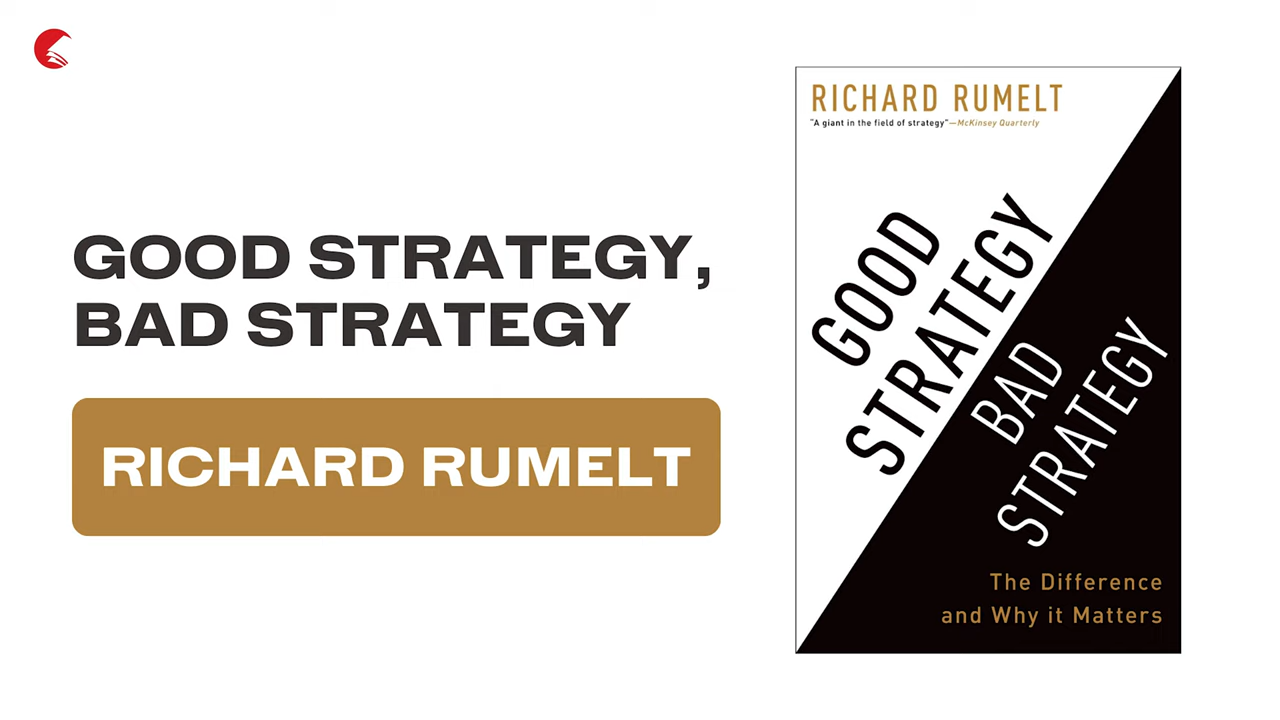 GOOD STRATEGY,
BAD STRATEGY
RICHARD RUMELT
RICHARD RUMELT
"A giant in the field of strategy"—McKinsey Quarterly
GOOD
STRATEGY
BAD
STRATEGY
The Difference
and Why it Matters